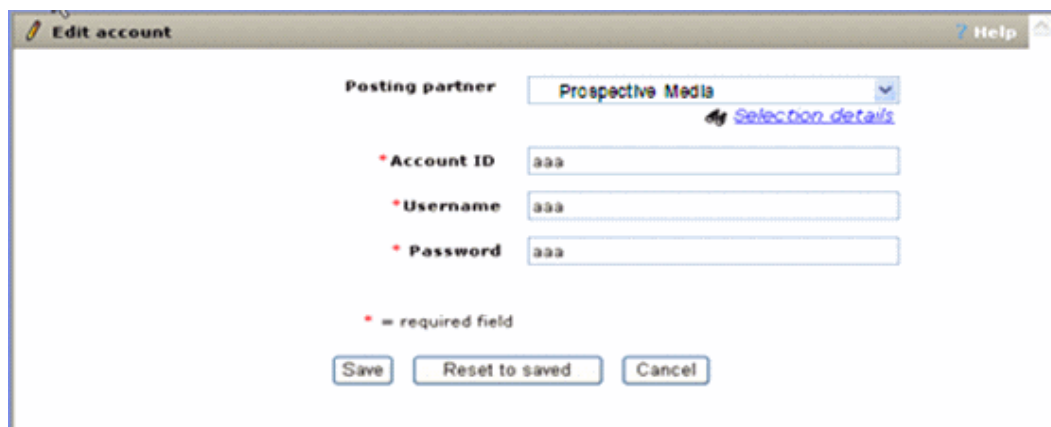 Edit account ? Help
Posting partner Prospective Media
Selection details
*Account ID aaa
*Username aaa
* Password aaa
* = required field
Save Reset to saved Cancel